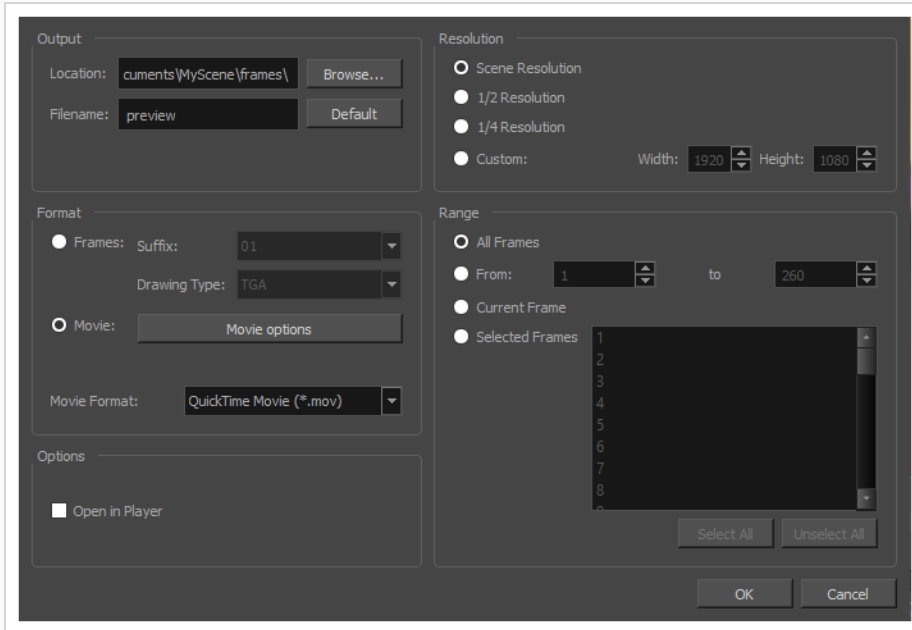 Output
Location: cuments\MyScene\frames\ Browse...
Filename: preview Default
Format
Frames: Suffix: 01
Drawing Type: TGA
Movie: Movie options
Movie Format: QuickTime Movie (*.mov)
Options
Open in Player
Resolution
Scene Resolution
1/2 Resolution
1/4 Resolution
Custom: Width: 1920 Height: 1080
Range
All Frames
From: 1 to 260
Current Frame
Selected Frames 1
2
3
4
5
6
7
8
Select All Unselect All
OK Cancel